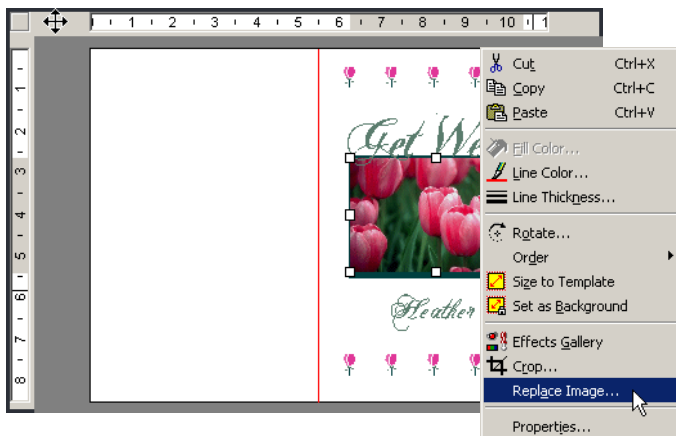 1 2 3 4 5 6 7 8 9 10 1
1
2
3
4
5
6
7
8
Get We
Heather
Cut Ctrl+X
Copy Ctrl+C
Paste Ctrl+V
Fill Color...
Line Color...
Line Thickness...
Rotate...
Order
Size to Template
Set as Background
Effects Gallery
Crop...
Replace Image...
Properties...